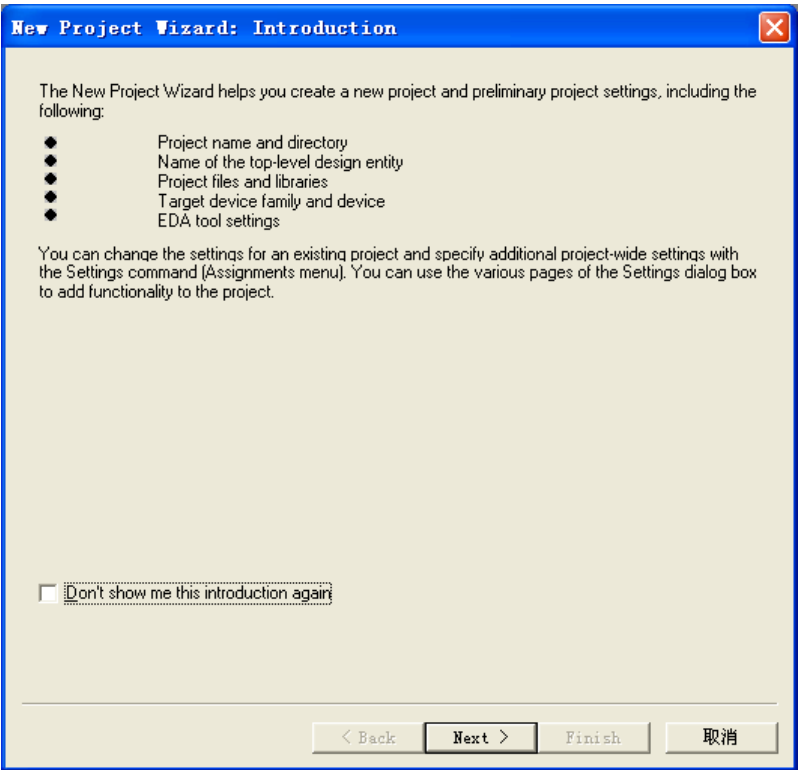 New Project Wizard: Introduction
The New Project Wizard helps you create a new project and preliminary project settings, including the
following:
◆ Project name and directory
◆ Name of the top-level design entity
◆ Project files and libraries
◆ Target device family and device
◆ EDA tool settings
You can change the settings for an existing project and specify additional project-wide settings with
the Settings command (Assignments menu). You can use the various pages of the Settings dialog box
to add functionality to the project.
Don't show me this introduction again
< Back Next > Finish 取消